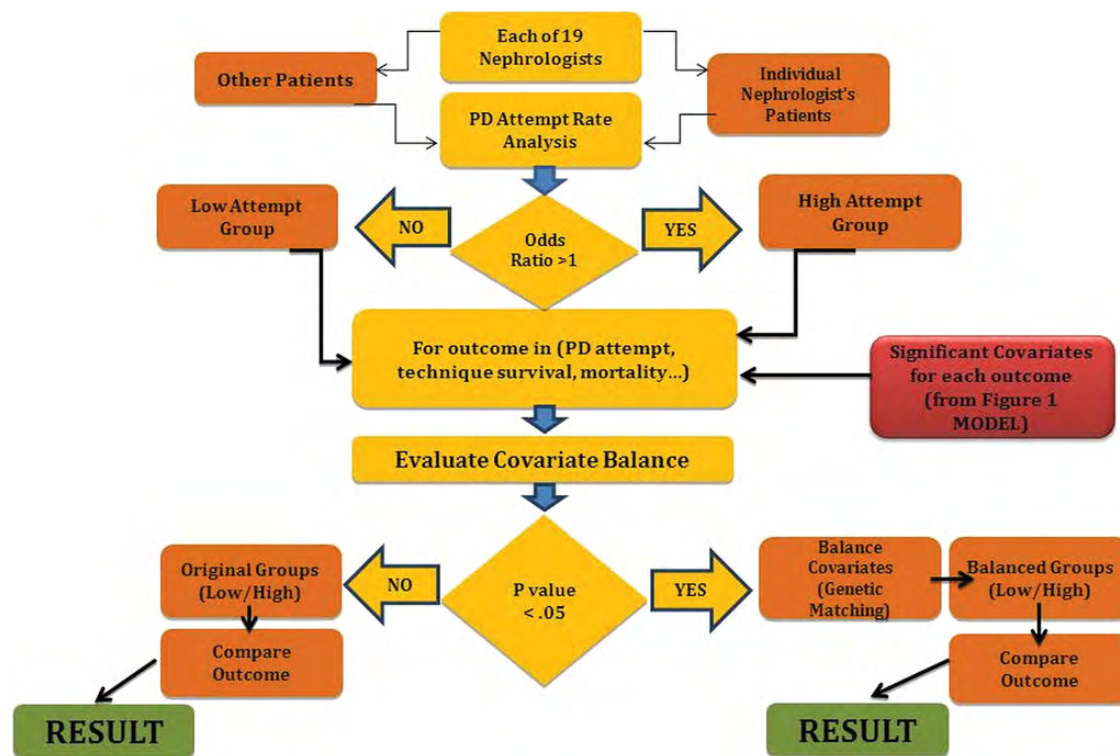 Each of 19
Nephrologists
Other Patients
Individual
Nephrologist's
Patients
PD Attempt Rate
Analysis
Low Attempt
Group
NO
Odds
Ratio >1
YES
High Attempt
Group
For outcome in (PD attempt,
technique survival, mortality...)
Significant Covariates
for each outcome
(from Figure 1
MODEL)
Evaluate Covariate Balance
Original Groups
(Low/High)
NO
P value
< .05
YES
Balance
Covariates
(Genetic
Matching)
Balanced Groups
(Low/High)
Compare
Outcome
Compare
Outcome
RESULT
RESULT